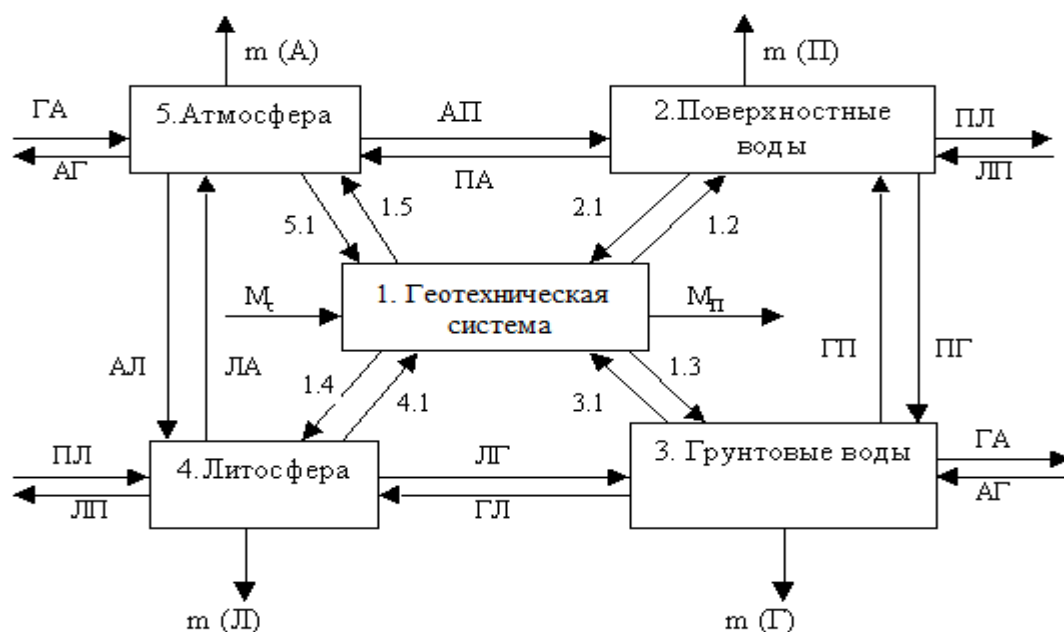 m (А)
m (П)
ГА
5.Атмосфера
АП
2.Поверхностные
воды
ПЛ
АГ
ПА
ЛП
5.1
1.5
2.1
1.2
Mt
1. Геотехническая
система
Мп
АЛ
ЛА
1.4
4.1
3.1
1.3
ГП
ПГ
ПЛ
4.Литосфера
ЛГ
3. Грунтовые воды
ГА
ЛП
ГЛ
АГ
m (Л)
m (Г)